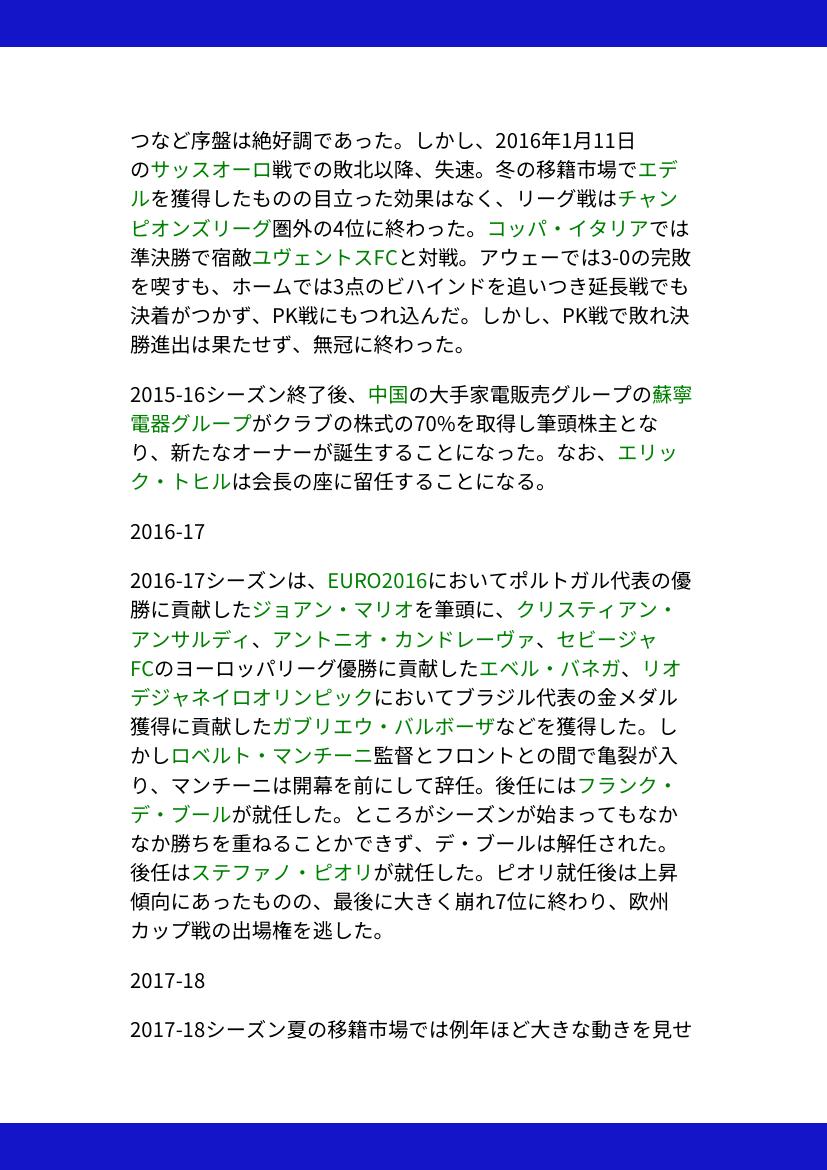 つなど序盤は絶好調であった。しかし、2016年1月11日
のサッスオーロ戦での敗北以降、失速。冬の移籍市場でエデ
ルを獲得したものの目立った効果はなく、リーグ戦はチャン
ピオンズリーグ圏外の4位に終わった。コッパ・イタリアでは
準決勝で宿敵ユヴェントスFCと対戦。アウェーでは3-0の完敗
を喫すも、ホームでは3点のビハインドを追いつき延長戦でも
決着がつかず、PK戦にもつれ込んだ。しかし、PK戦で敗れ決
勝進出は果たせず、無冠に終わった。
2015-16シーズン終了後、中国の大手家電販売グループの蘇寧
電器グループがクラブの株式の70%を取得し筆頭株主とな
り、新たなオーナーが誕生することになった。なお、エリッ
ク・トヒルは会長の座に留任することになる。
2016-17
2016-17シーズンは、EURO2016においてポルトガル代表の優
勝に貢献したジョアン・マリオを筆頭に、クリスティアン・
アンサルディ、アントニオ・カンドレーヴァ、セビージャ
FCのヨーロッパリーグ優勝に貢献したエベル・バネガ、リオ
デジャネイロオリンピックにおいてブラジル代表の金メダル
獲得に貢献したガブリエウ・バルボーザなどを獲得した。し
かしロベルト・マンチーニ監督とフロントとの間で亀裂が入
り、マンチーニは開幕を前にして辞任。後任にはフランク・
デ・ブールが就任した。ところがシーズンが始まってもなか
なか勝ちを重ねることかできず、デ・ブールは解任された。
後任はステファノ・ピオリが就任した。ピオリ就任後は上昇
傾向にあったものの、最後に大きく崩れ7位に終わり、欧州
カップ戦の出場権を逃した。
2017-18
2017-18シーズン夏の移籍市場では例年ほど大きな動きを見せ